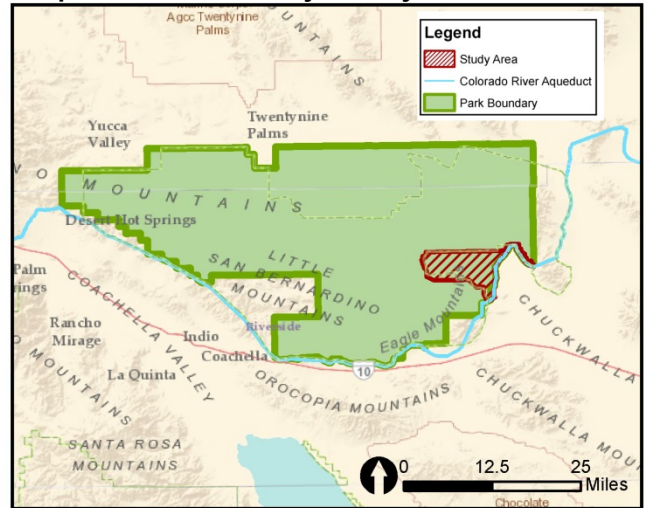 Agcc Twentynine
Palms
MOUNTAINS
Legend
Study Area
Colorado River Aqueduct
Park Boundary
Yucca
Valley
Twentynine
Palms
MOUNTAINS
Desert Hot Springs
LITTLE
SAN BERNARDINO
MOUNTAINS
Palm
rings
COACHELLA VALLEY
Eagle Mountains
CHUCKWALLA
Rancho
Mirage
Riverside
Indio
Coachella
La Quinta
10
OROCOPIA MOUNTAINS
CHUCKWALLA MOU
MOUNTAINS
SANTA ROSA
MOUNTAINS
0 12.5 25
Miles
Chocolate